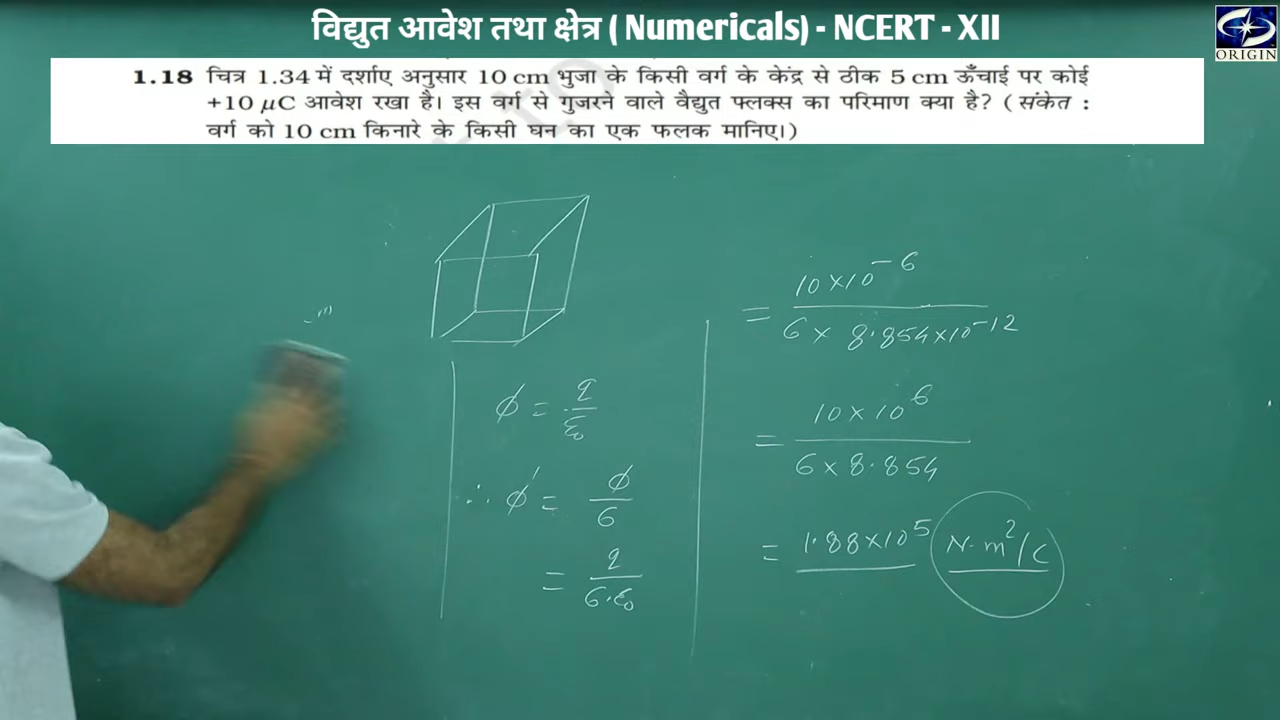 विद्युत आवेश तथा क्षेत्र ( Numericals) - NCERT - XII
ORIGIN
1.18 चित्र 1.34 में दर्शाए अनुसार 10 cm भुजा के किसी वर्ग के केंद्र से ठीक 5 cm ऊँचाई पर कोई
+10 μC आवेश रखा है। इस वर्ग से गुजरने वाले वैद्युत फ्लक्स का परिमाण क्या है? ( संकेत :
वर्ग को 10 cm किनारे के किसी घन का एक फलक मानिए।)
ϕ = q/ε₀
∴ ϕ' = ϕ/6
= q/6·ε₀
= 10×10⁻⁶/6 × 8.854×10⁻¹²
= 10×10⁶/6×8.854
= 1.88×10⁵ N·m²/C